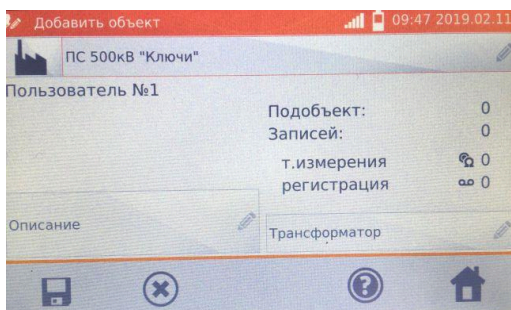 Добавить объект 09:47 2019.02.11
ПС 500кВ "Ключи"
Пользователь №1
Подобъект: 0
Записей: 0
т.измерения 0
регистрация 0
Описание
Трансформатор